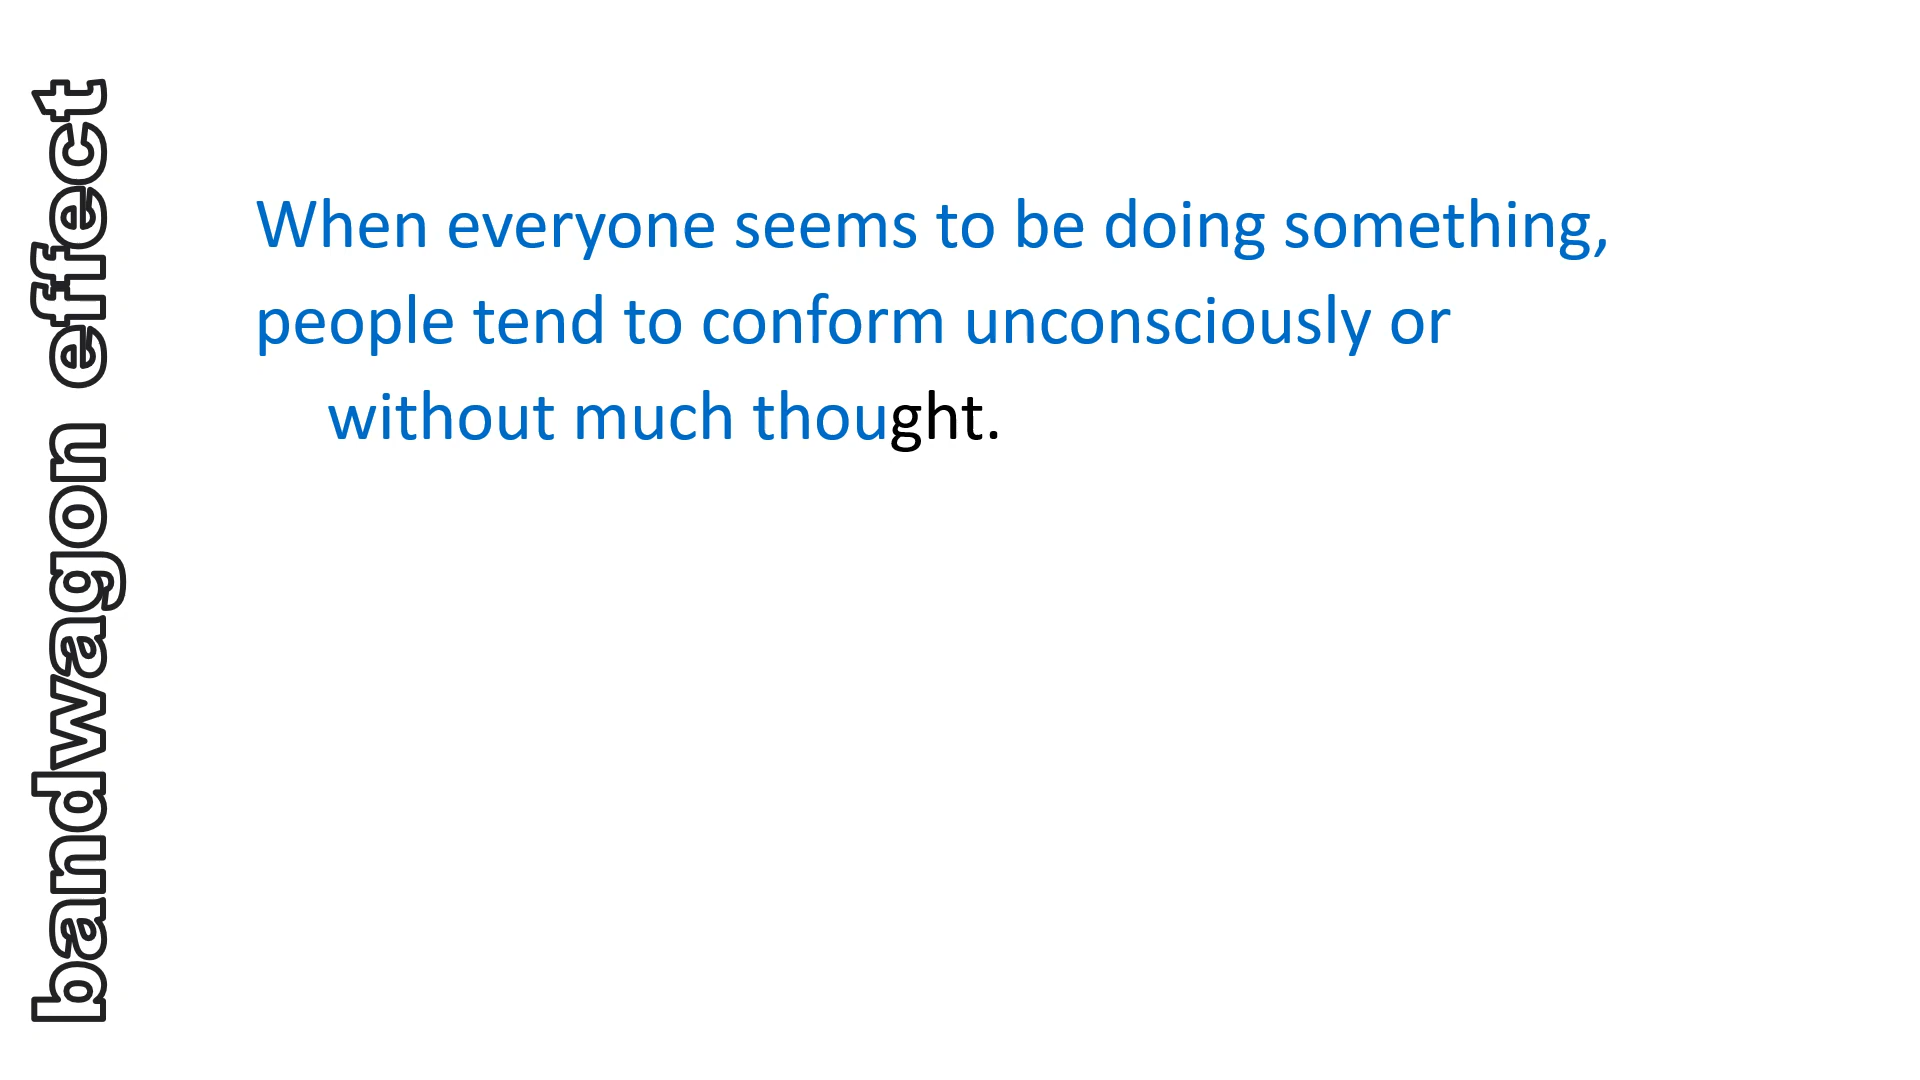 bandwagon effect
When everyone seems to be doing something,
people tend to conform unconsciously or
without much thought.